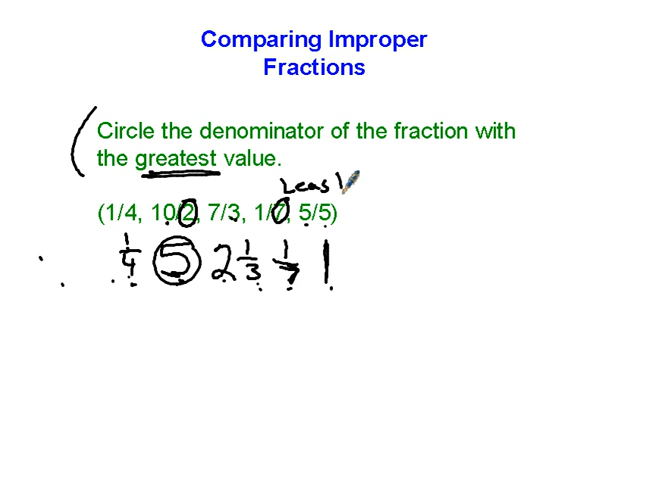 Comparing Improper
Fractions
Circle the denominator of the fraction with
the greatest value.
Least
(1/4, 10/2, 7/3, 1/7, 5/5)
1/4 5 2 1/3 1/7 1